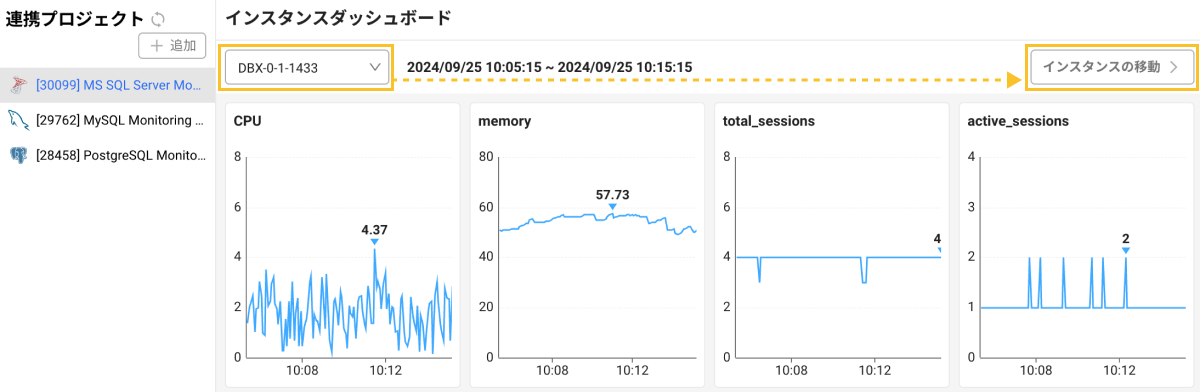 連携プロジェクト
追加
[30099] MS SQL Server Mo...
[29762] MySQL Monitoring ...
[28458] PostgreSQL Monito...
インスタンスダッシュボード
DBX-0-1-1433
2024/09/25 10:05:15 ~ 2024/09/25 10:15:15
インスタンスの移動
CPU
8
6
4
2
0
4.37
10:08
10:12
memory
80
60
40
20
0
57.73
10:08
10:12
total_sessions
8
6
4
2
0
4
10:08
10:12
active_sessions
4
3
2
1
0
2
10:08
10:12